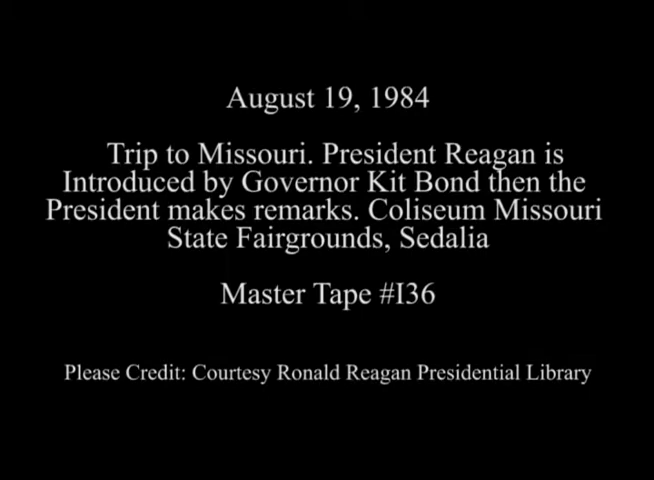 August 19, 1984
Trip to Missouri. President Reagan is
Introduced by Governor Kit Bond then the
President makes remarks. Coliseum Missouri
State Fairgrounds, Sedalia
Master Tape #I36
Please Credit: Courtesy Ronald Reagan Presidential Library